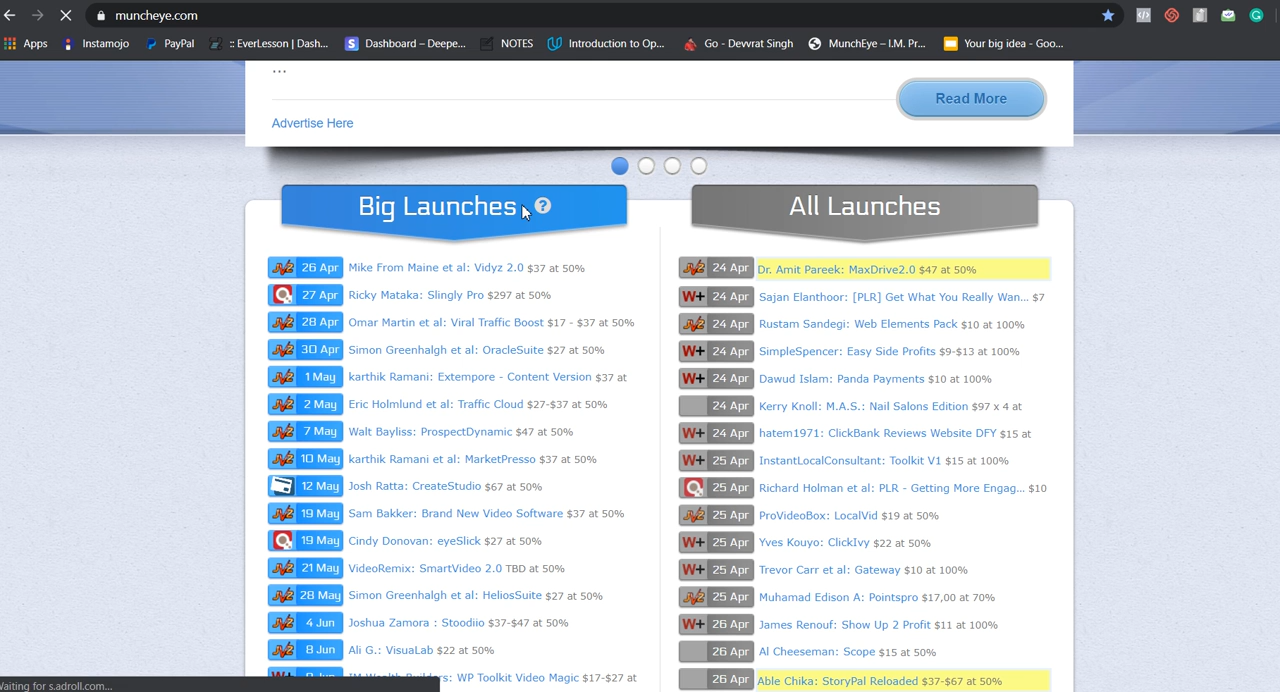 muncheye.com
Apps
Instamojo
PayPal
:: EverLesson | Dash...
Dashboard – Deepe...
NOTES
Introduction to Op...
Go - Devvrat Singh
MunchEye – I.M. Pr...
Your big idea - Goo...
...
Read More
Advertise Here
Big Launches ?
26 Apr Mike From Maine et al: Vidyz 2.0 $37 at 50%
27 Apr Ricky Mataka: Slingly Pro $297 at 50%
28 Apr Omar Martin et al: Viral Traffic Boost $17 - $37 at 50%
30 Apr Simon Greenhalgh et al: OracleSuite $27 at 50%
1 May karthik Ramani: Extempore - Content Version $37 at
2 May Eric Holmlund et al: Traffic Cloud $27-$37 at 50%
7 May Walt Bayliss: ProspectDynamic $47 at 50%
10 May karthik Ramani et al: MarketPresso $37 at 50%
12 May Josh Ratta: CreateStudio $67 at 50%
19 May Sam Bakker: Brand New Video Software $37 at 50%
19 May Cindy Donovan: eyeSlick $27 at 50%
21 May VideoRemix: SmartVideo 2.0 TBD at 50%
28 May Simon Greenhalgh et al: HeliosSuite $27 at 50%
4 Jun Joshua Zamora : Stoodiio $37-$47 at 50%
8 Jun Ali G.: VisuaLab $22 at 50%
IM Wealth Builders: WP Toolkit Video Magic $17-$27 at
All Launches
24 Apr Dr. Amit Pareek: MaxDrive2.0 $47 at 50%
W+ 24 Apr Sajan Elanthoor: [PLR] Get What You Really Wan... $7
24 Apr Rustam Sandegi: Web Elements Pack $10 at 100%
W+ 24 Apr SimpleSpencer: Easy Side Profits $9-$13 at 100%
W+ 24 Apr Dawud Islam: Panda Payments $10 at 100%
24 Apr Kerry Knoll: M.A.S.: Nail Salons Edition $97 x 4 at
W+ 24 Apr hatem1971: ClickBank Reviews Website DFY $15 at
W+ 25 Apr InstantLocalConsultant: Toolkit V1 $15 at 100%
25 Apr Richard Holman et al: PLR - Getting More Engag... $10
25 Apr ProVideoBox: LocalVid $19 at 50%
W+ 25 Apr Yves Kouyo: ClickIvy $22 at 50%
W+ 25 Apr Trevor Carr et al: Gateway $10 at 100%
25 Apr Muhamad Edison A: Pointspro $17,00 at 70%
W+ 26 Apr James Renouf: Show Up 2 Profit $11 at 100%
26 Apr Al Cheeseman: Scope $15 at 50%
26 Apr Able Chika: StoryPal Reloaded $37-$67 at 50%
Waiting for s.adroll.com...